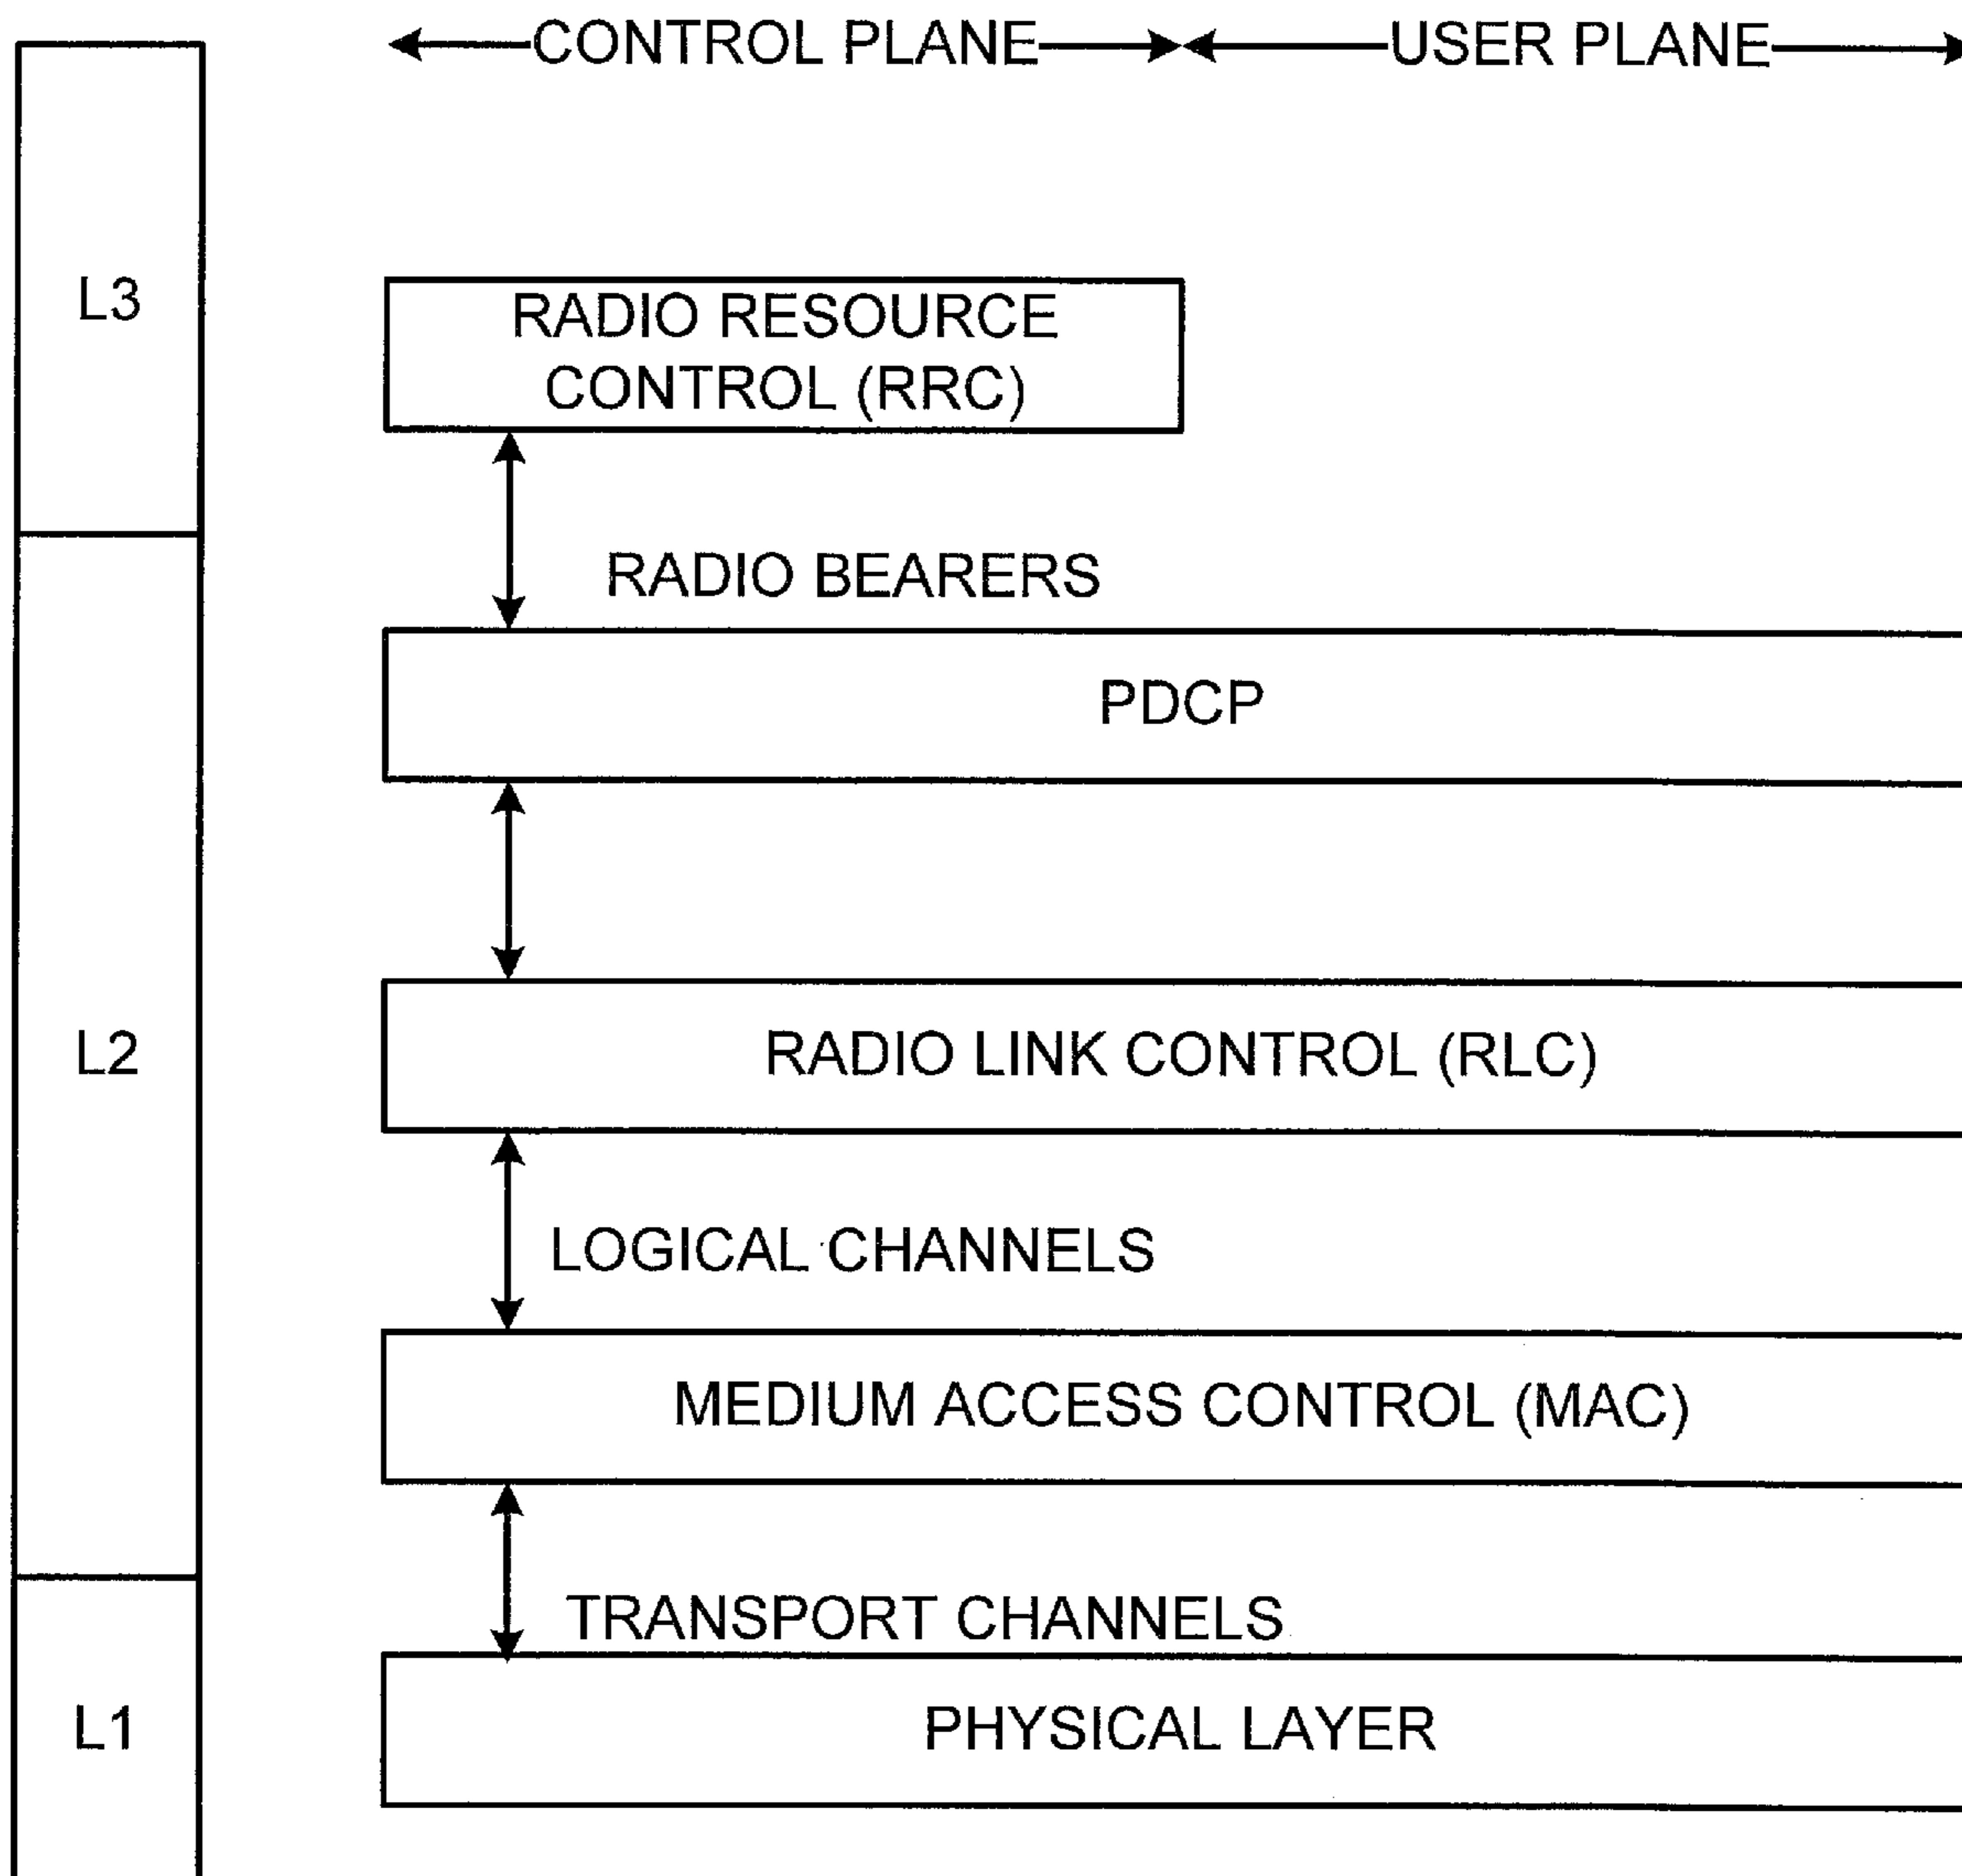 CONTROL PLANE USER PLANE
L3
RADIO RESOURCE
CONTROL (RRC)
RADIO BEARERS
PDCP
L2
RADIO LINK CONTROL (RLC)
LOGICAL CHANNELS
MEDIUM ACCESS CONTROL (MAC)
TRANSPORT CHANNELS
L1
PHYSICAL LAYER